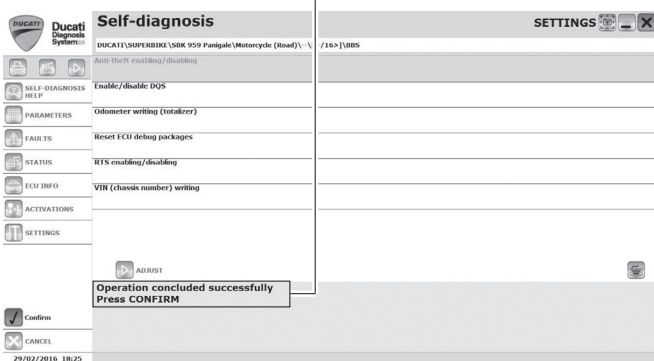 DUCATI
Ducati
Diagnosis
System
Self-diagnosis
SETTINGS
DUCATI\SUPERBIKE\SBK 959 Panigale\Motorcycle (Road)\--\ -/16>]\BBS
Anti-theft enabling/disabling
SELF-DIAGNOSIS
HELP
Enable/disable DQS
PARAMETERS
Odometer writing (totalizer)
FAULTS
Reset ECU debug packages
STATUS
RTS enabling/disabling
ECU INFO
VIN (chassis number) writing
ACTIVATIONS
SETTINGS
ADJUST
Operation concluded successfully
Press CONFIRM
Confirm
CANCEL
29/02/2016 18:25